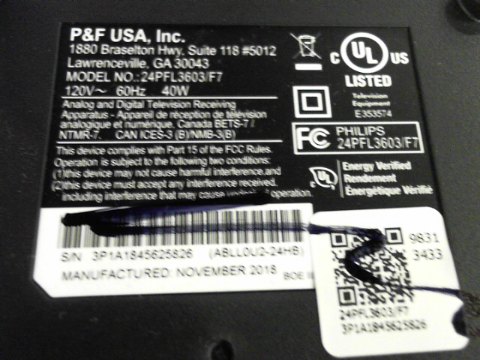 P&F USA, Inc.
1880 Braselton Hwy. Suite 118 #5012
Lawrenceville, GA 30043
MODEL NO.: 24PFL3603/F7
120V~ 60Hz 40W
C UL US
LISTED
Television
Equipment
E353574
Analog and Digital Television Receiving
Apparatus - Appareil de réception de télévision
analogique et numérique, Canada BETS-7 /
NTMR-7, CAN ICES-3 (B)/NMB-3(B)
FC PHILIPS
24PFL3603/F7
This device complies with Part 15 of the FCC Rules.
Operation is subject to the following two conditions:
(1)this device may not cause harmful interference,and
(2)this device must accept any interference received,
including interference that may cause operation.
UL
Energy Verified
Rendement
Énergétique Vérifié
S/N 3P1A1845625826 (ABLL0U2-24HB)
MANUFACTURED: NOVEMBER 2018 BOE
9831
3433
24PFL3603/F7
3P1A1845625826